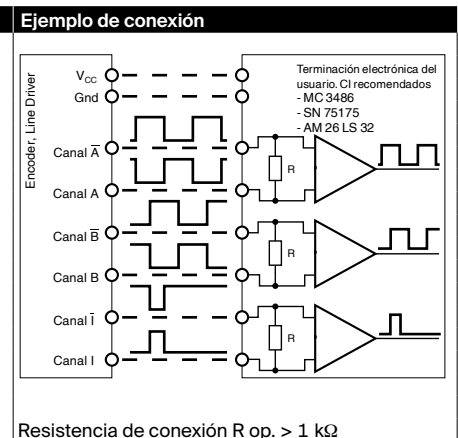 Ejemplo de conexión
Encoder, Line Driver
V_CC
Gnd
Canal A̅
Canal A
Canal B̅
Canal B
Canal I̅
Canal I
Terminación electrónica del
usuario. CI recomendados
- MC 3486
- SN 75175
- AM 26 LS 32
R
R
R
Resistencia de conexión R op. > 1 kΩ